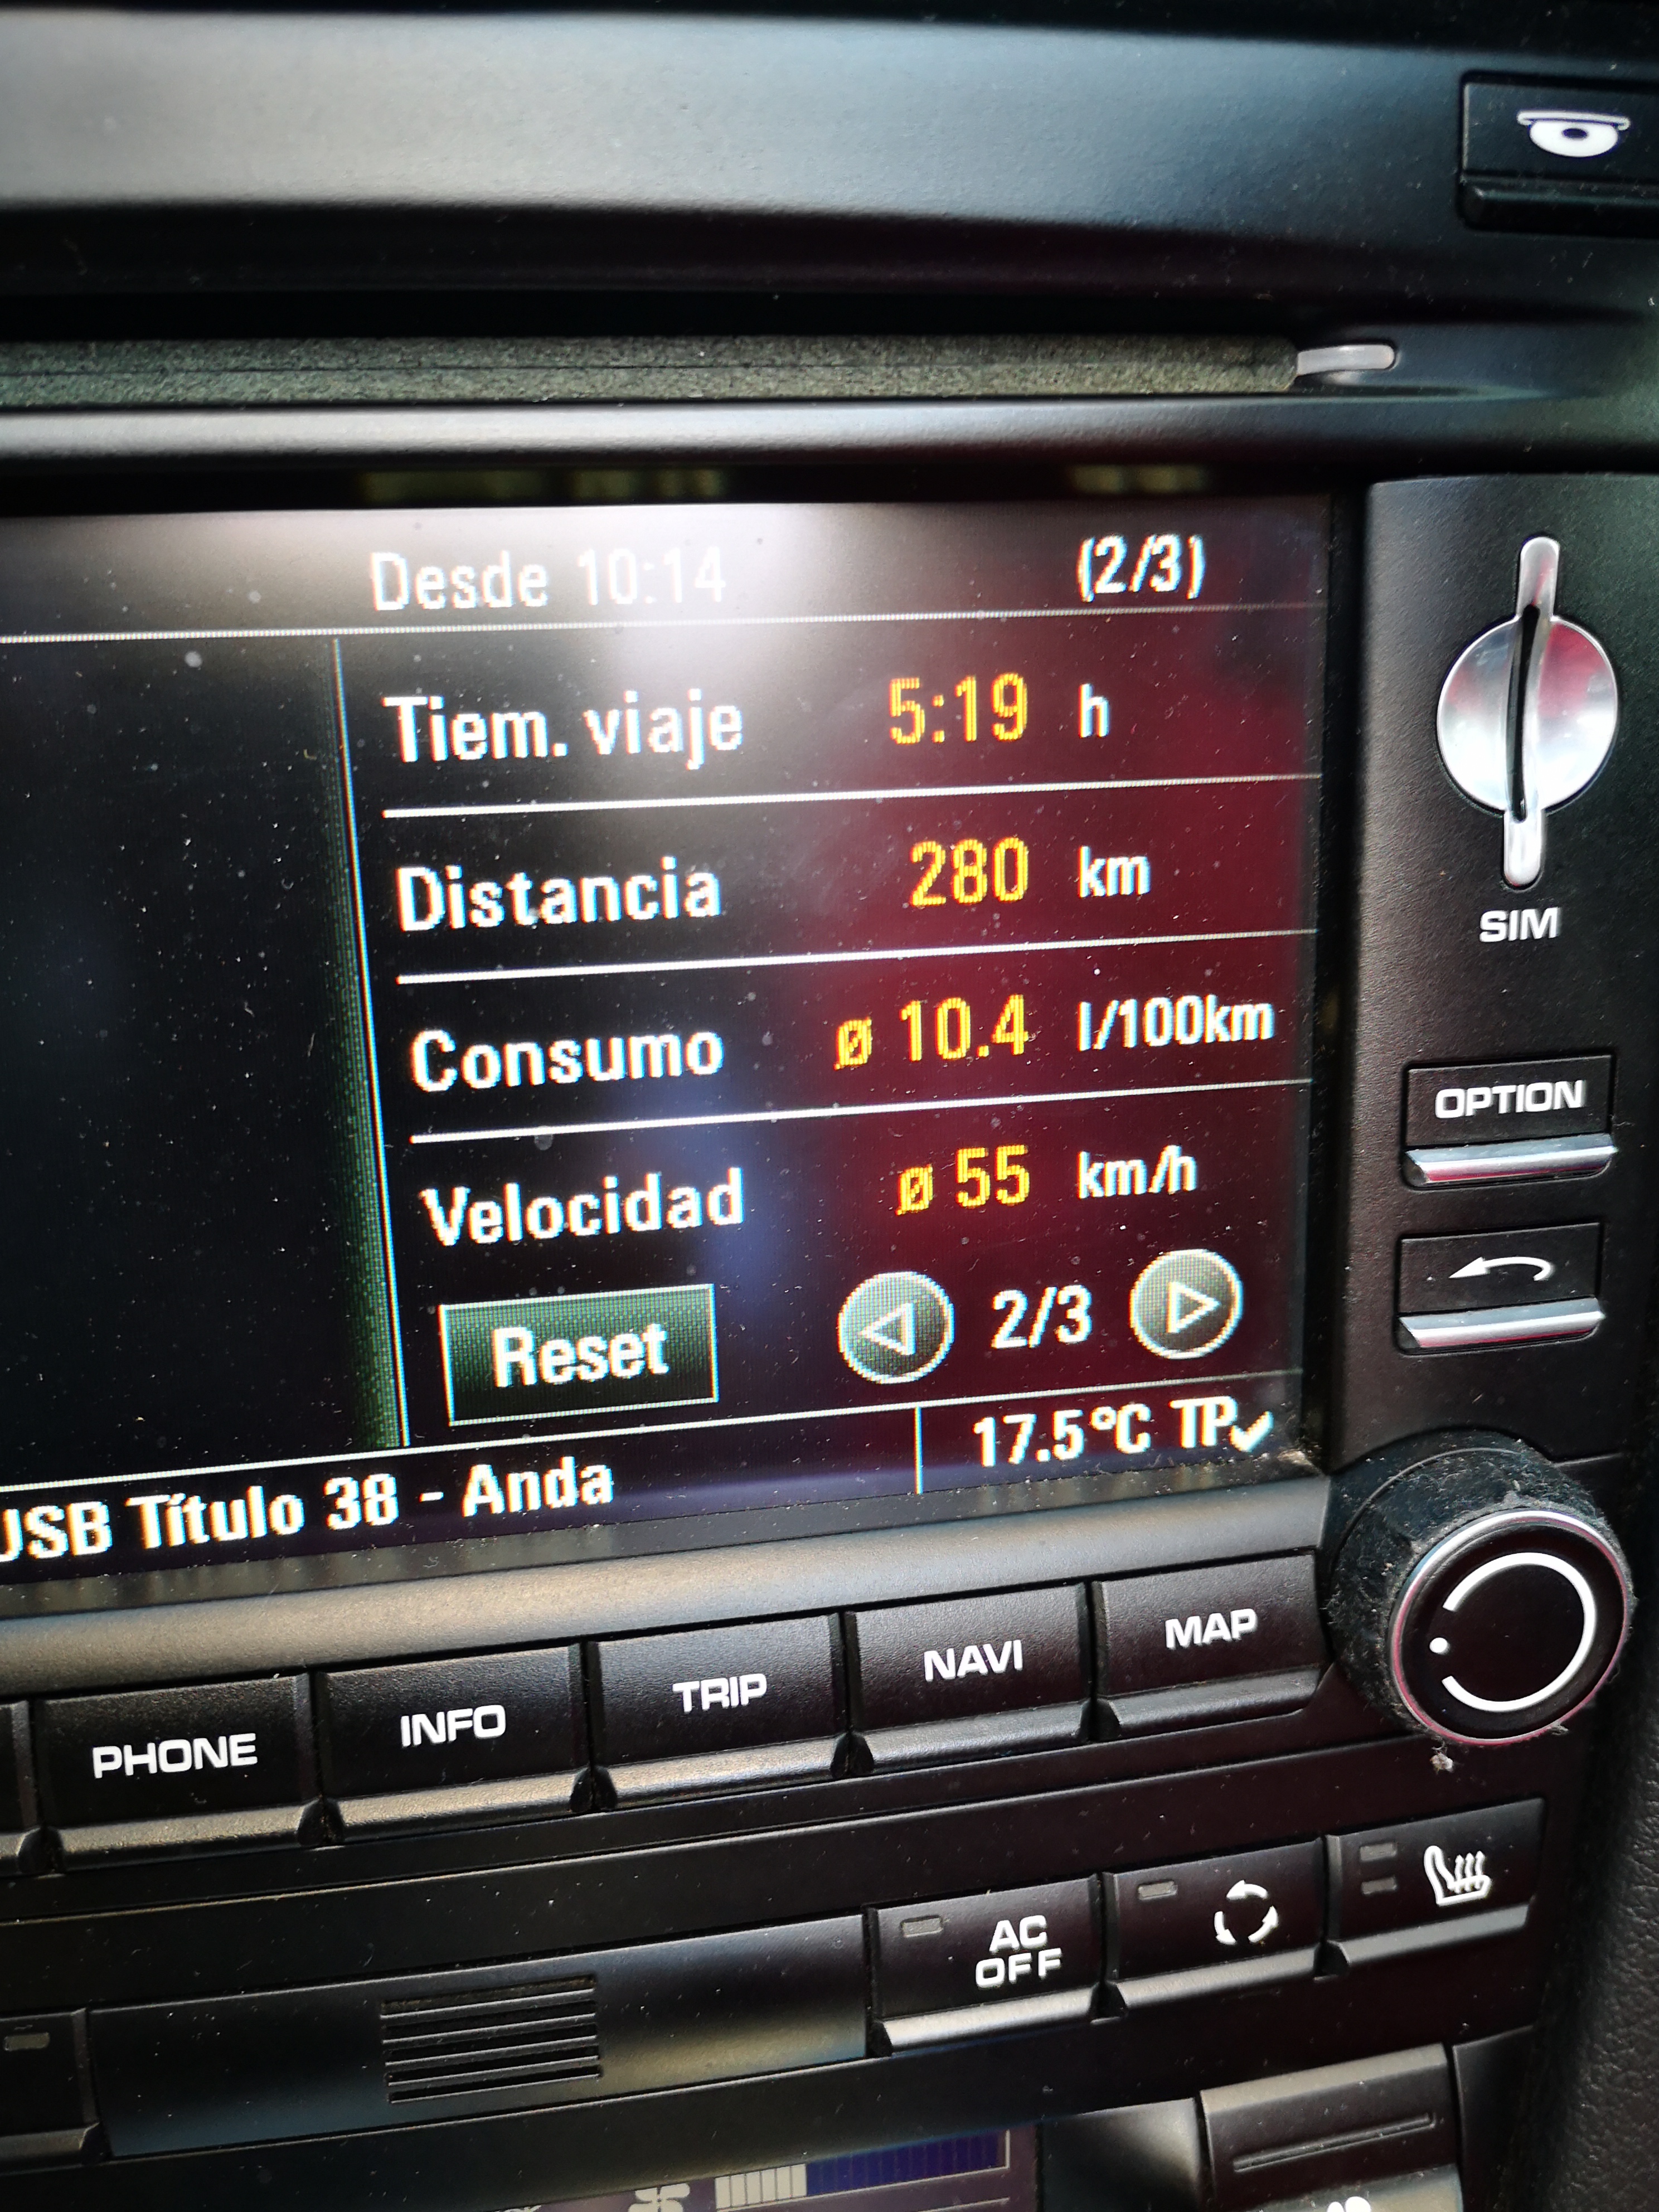 Desde 10:14 (2/3)
Tiem. viaje 5:19 h
Distancia 280 km
Consumo ø 10.4 l/100km
Velocidad ø 55 km/h
Reset 2/3
USB Título 38 - Anda 17.5°C TP
SIM
OPTION
PHONE INFO TRIP NAVI MAP
AC
OFF